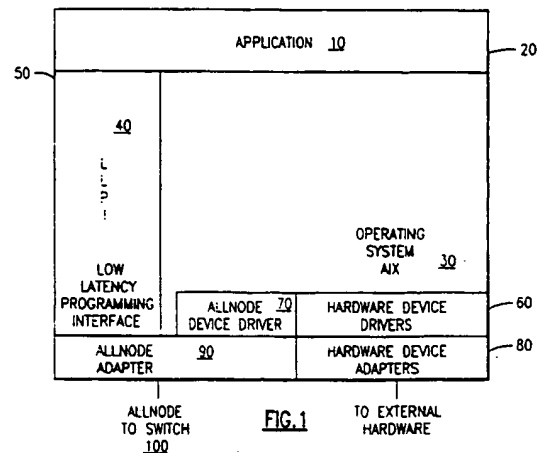 APPLICATION 10
20
50
40
L
L
P
I
OPERATING
SYSTEM 30
AIX
LOW
LATENCY
PROGRAMMING
INTERFACE
ALLNODE 70
DEVICE DRIVER
HARDWARE DEVICE
DRIVERS
60
ALLNODE 90
ADAPTER
HARDWARE DEVICE
ADAPTERS
80
ALLNODE
TO SWITCH
100
FIG.1
TO EXTERNAL
HARDWARE